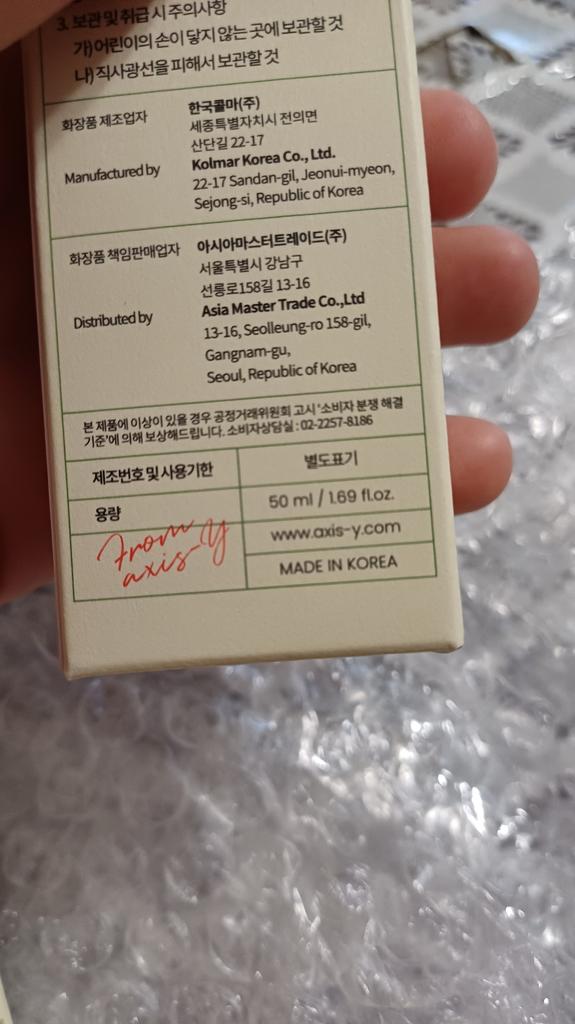 3. 보관 및 취급 시 주의사항
가) 어린이의 손이 닿지 않는 곳에 보관할 것
나) 직사광선을 피해서 보관할 것
화장품 제조업자 한국콜마(주)
세종특별자치시 전의면
산단길 22-17
Manufactured by Kolmar Korea Co., Ltd.
22-17 Sandan-gil, Jeonui-myeon,
Sejong-si, Republic of Korea
화장품 책임판매업자 아시아마스터트레이드(주)
서울특별시 강남구
선릉로158길 13-16
Distributed by Asia Master Trade Co.,Ltd
13-16, Seolleung-ro 158-gil,
Gangnam-gu,
Seoul, Republic of Korea
본 제품에 이상이 있을 경우 공정거래위원회 고시 '소비자 분쟁 해결
기준'에 의해 보상해드립니다. 소비자상담실 : 02-2257-8186
제조번호 및 사용기한 별도표기
용량 50 ml / 1.69 fl.oz.
From
axis-y
www.axis-y.com
MADE IN KOREA